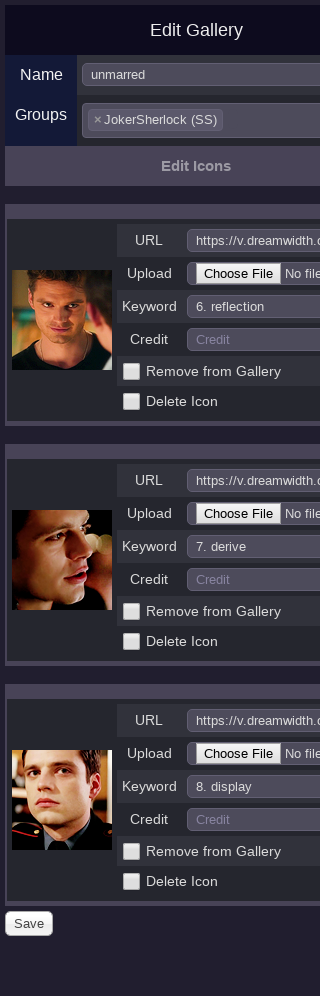 Edit Gallery
Name unmarred
Groups × JokerSherlock (SS)
Edit Icons
URL https://v.dreamwidth.o
Upload Choose File No file
Keyword 6. reflection
Credit Credit
Remove from Gallery
Delete Icon
URL https://v.dreamwidth.o
Upload Choose File No file
Keyword 7. derive
Credit Credit
Remove from Gallery
Delete Icon
URL https://v.dreamwidth.o
Upload Choose File No file
Keyword 8. display
Credit Credit
Remove from Gallery
Delete Icon
Save